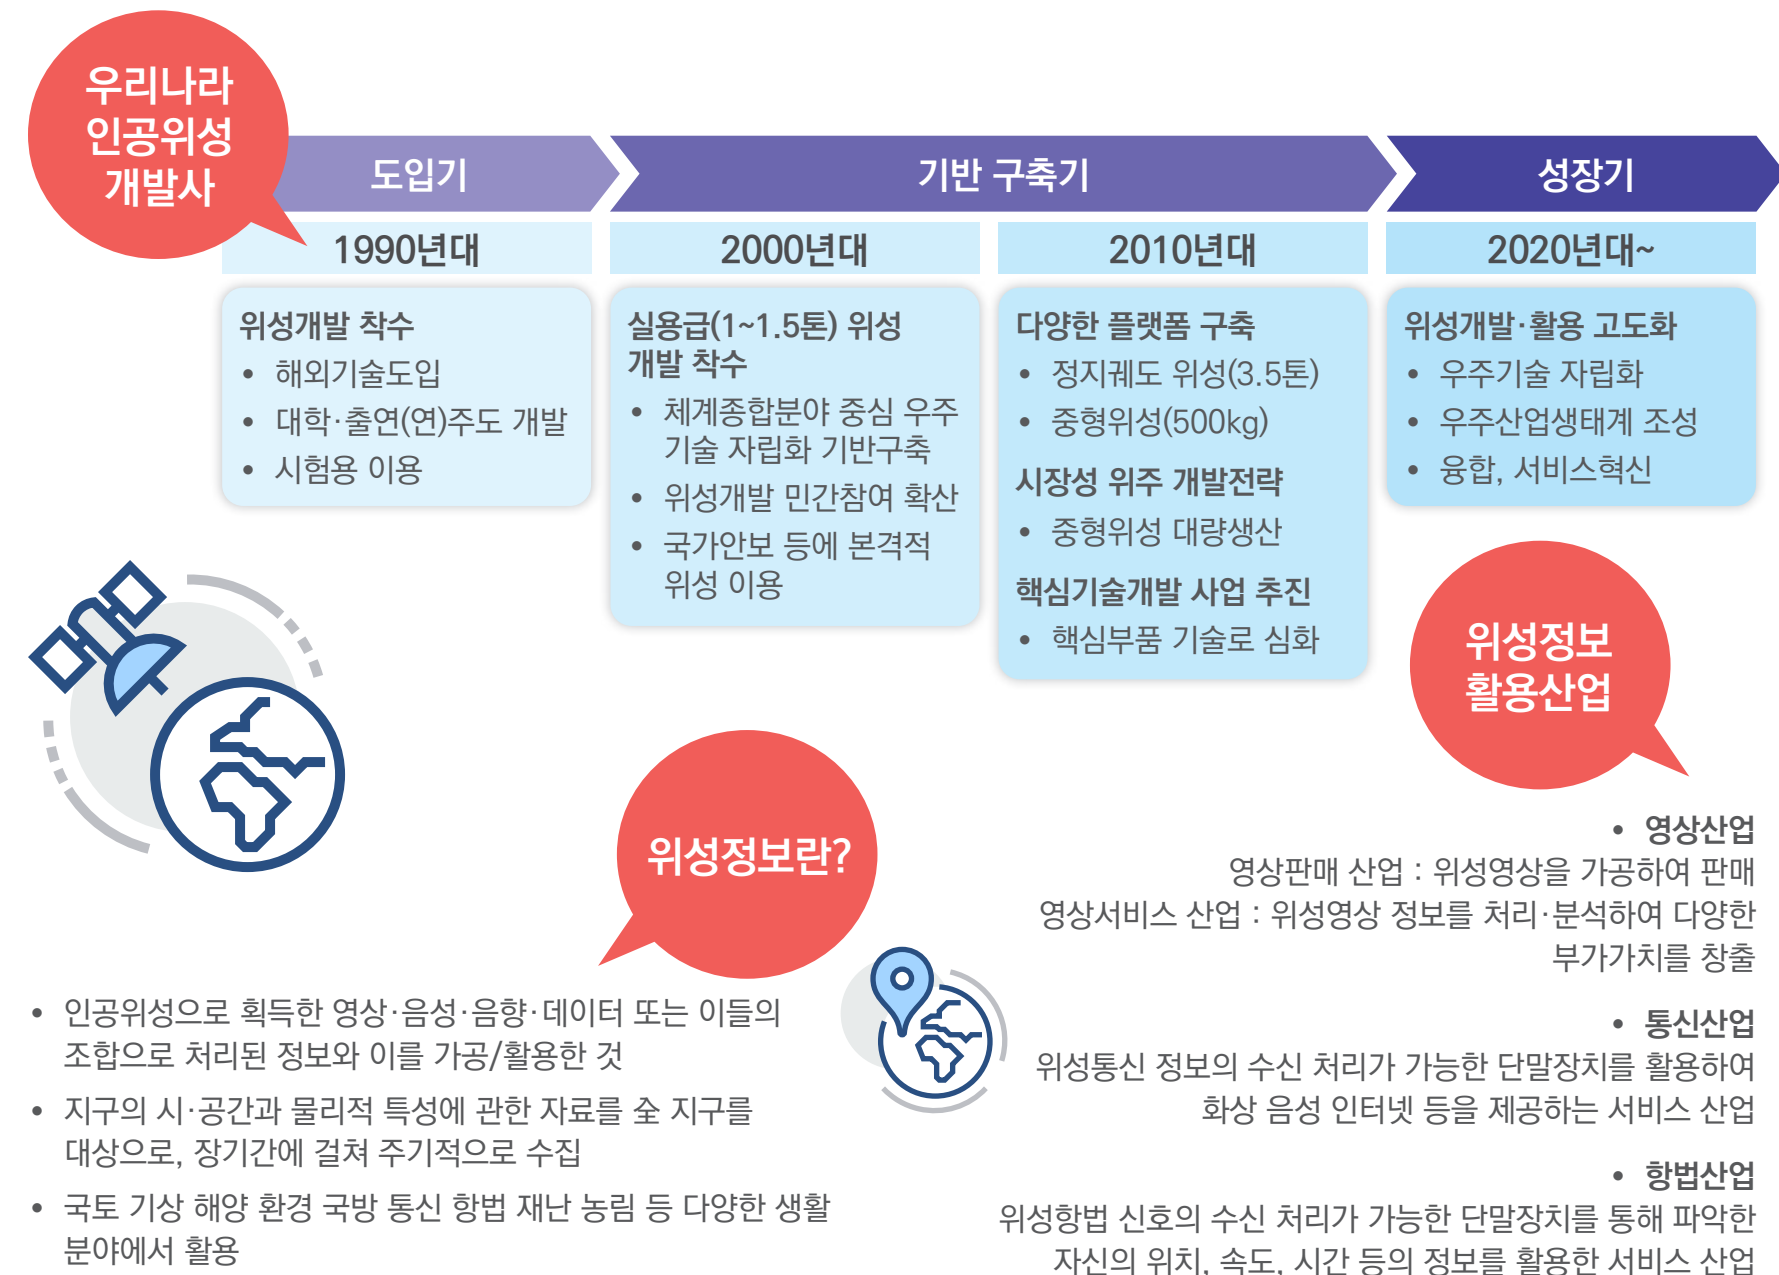 우리나라
인공위성
개발사
도입기
기반 구축기
성장기
1990년대
2000년대
2010년대
2020년대~
위성개발 착수
• 해외기술도입
• 대학·출연(연)주도 개발
• 시험용 이용
실용급(1~1.5톤) 위성
개발 착수
• 체계종합분야 중심 우주
기술 자립화 기반구축
• 위성개발 민간참여 확산
• 국가안보 등에 본격적
위성 이용
다양한 플랫폼 구축
• 정지궤도 위성(3.5톤)
• 중형위성(500kg)
시장성 위주 개발전략
• 중형위성 대량생산
핵심기술개발 사업 추진
• 핵심부품 기술로 심화
위성개발·활용 고도화
• 우주기술 자립화
• 우주산업생태계 조성
• 융합, 서비스혁신
위성정보란?
• 인공위성으로 획득한 영상·음성·음향·데이터 또는 이들의
조합으로 처리된 정보와 이를 가공/활용한 것
• 지구의 시·공간과 물리적 특성에 관한 자료를 全 지구를
대상으로, 장기간에 걸쳐 주기적으로 수집
• 국토 기상 해양 환경 국방 통신 항법 재난 농림 등 다양한 생활
분야에서 활용
위성정보
활용산업
• 영상산업
영상판매 산업 : 위성영상을 가공하여 판매
영상서비스 산업 : 위성영상 정보를 처리·분석하여 다양한
부가가치를 창출
• 통신산업
위성통신 정보의 수신 처리가 가능한 단말장치를 활용하여
화상 음성 인터넷 등을 제공하는 서비스 산업
• 항법산업
위성항법 신호의 수신 처리가 가능한 단말장치를 통해 파악한
자신의 위치, 속도, 시간 등의 정보를 활용한 서비스 산업